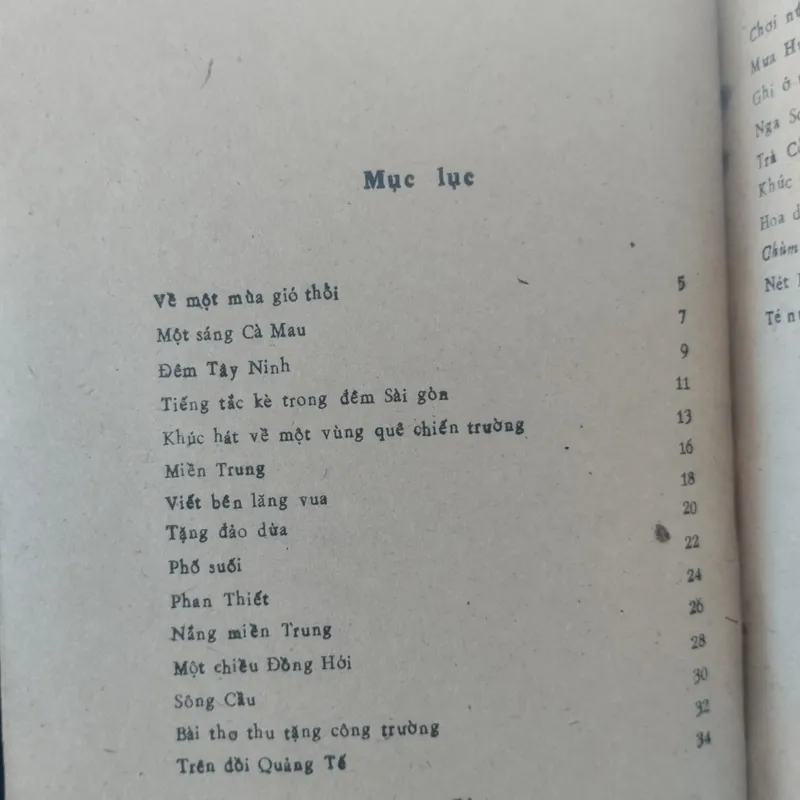 Mục lục
Về một mùa gió thổi 5
Một sáng Cà Mau 7
Đêm Tây Ninh 9
Tiếng tắc kè trong đêm Sài gòn 11
Khúc hát về một vùng quê chiến trường 13
Miền Trung 16
Viết bên lăng vua 18
Tặng đảo dừa 20
Phố suối 22
Phan Thiết 24
Nắng miền Trung 26
Một chiều Đồng Hới 28
Sông Cầu 30
Bài thơ thu tặng công trường 32
Trên đồi Quảng Tế 34
Chơi
Mưa
Ghi ở
Nga
Trà
Khúc
Hoa
Chùm
Nét
Té